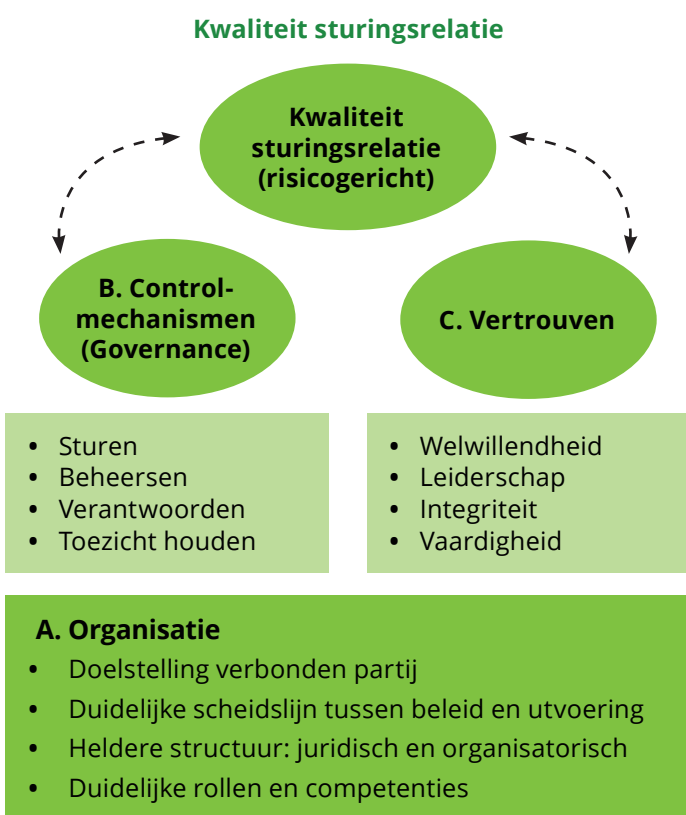 Kwaliteit sturingsrelatie
Kwaliteit
sturingsrelatie
(risicogericht)
B. Control-
mechanismen
(Governance)
C. Vertrouven
• Sturen
• Beheersen
• Verantwoorden
• Toezicht houden
• Welwillendheid
• Leiderschap
• Integriteit
• Vaardigheid
A. Organisatie
• Doelstelling verbonden partij
• Duidelijke scheidslijn tussen beleid en utvoering
• Heldere structuur: juridisch en organisatorisch
• Duidelijke rollen en competenties